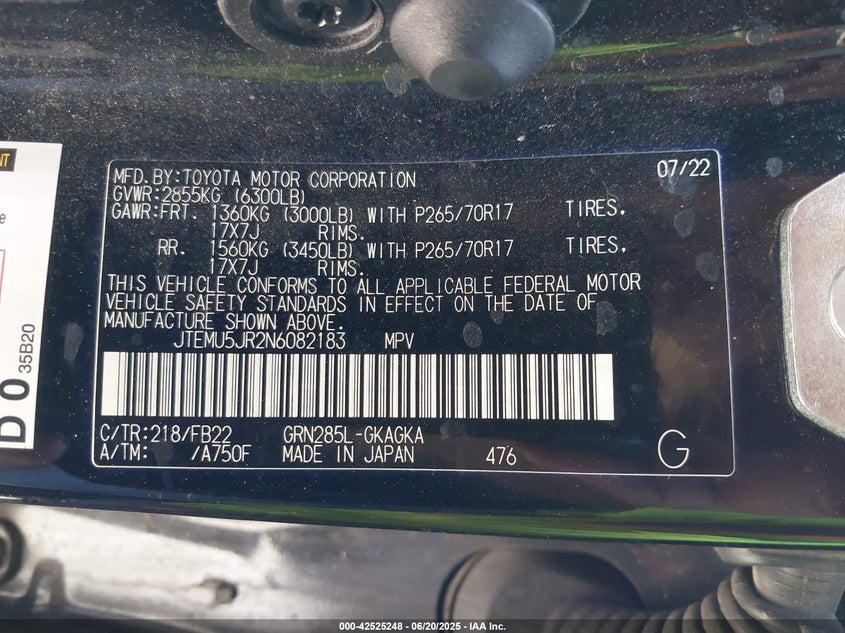 MFD.BY:TOYOTA MOTOR CORPORATION 07/22
GVWR:2855KG (6300LB)
GAWR:FRT. 1360KG (3000LB) WITH P265/70R17 TIRES,
17X7J RIMS.
RR. 1560KG (3450LB) WITH P265/70R17 TIRES,
17X7J RIMS.
THIS VEHICLE CONFORMS TO ALL APPLICABLE FEDERAL MOTOR
VEHICLE SAFETY STANDARDS IN EFFECT ON THE DATE OF
MANUFACTURE SHOWN ABOVE.
JTEMU5JR2N6082183 MPV
C/TR:218/FB22 GRN285L-GKAGKA
A/TM: /A750F MADE IN JAPAN 476 G
35B20
D 0
000-42525248 - 06/20/2025 - IAA Inc.